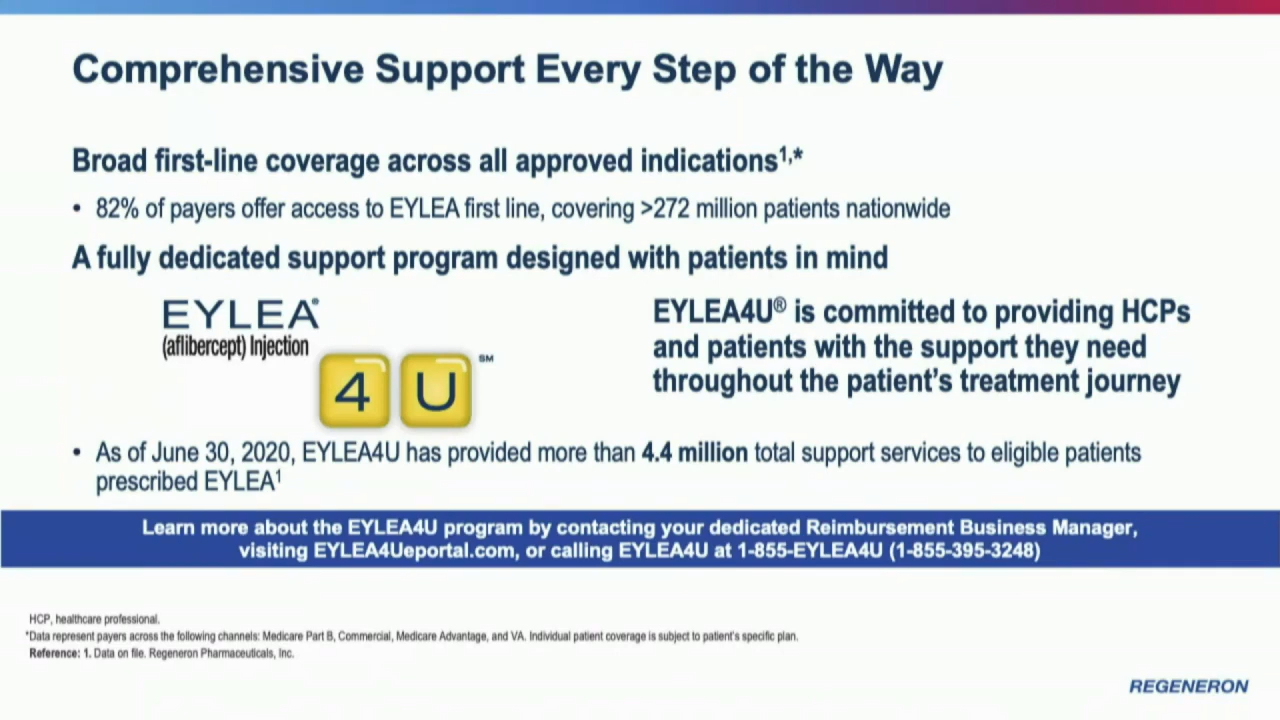 Comprehensive Support Every Step of the Way
Broad first-line coverage across all approved indications¹,*
• 82% of payers offer access to EYLEA first line, covering >272 million patients nationwide
A fully dedicated support program designed with patients in mind
EYLEA®
(aflibercept) Injection
4 U ℠
EYLEA4U® is committed to providing HCPs
and patients with the support they need
throughout the patient's treatment journey
• As of June 30, 2020, EYLEA4U has provided more than 4.4 million total support services to eligible patients
prescribed EYLEA¹
Learn more about the EYLEA4U program by contacting your dedicated Reimbursement Business Manager,
visiting EYLEA4Ueportal.com, or calling EYLEA4U at 1-855-EYLEA4U (1-855-395-3248)
HCP, healthcare professional.
*Data represent payers across the following channels: Medicare Part B, Commercial, Medicare Advantage, and VA. Individual patient coverage is subject to patient's specific plan.
Reference: 1. Data on file. Regeneron Pharmaceuticals, Inc.
REGENERON